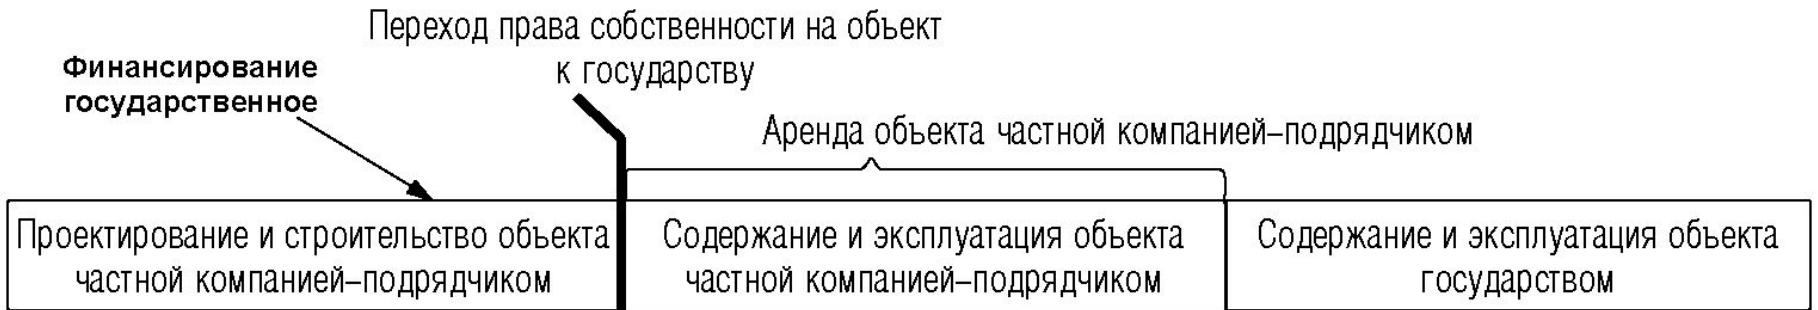 Переход права собственности на объект
к государству
Финансирование
государственное
Аренда объекта частной компанией–подрядчиком
Проектирование и строительство объекта
частной компанией–подрядчиком
Содержание и эксплуатация объекта
частной компанией–подрядчиком
Содержание и эксплуатация объекта
государством